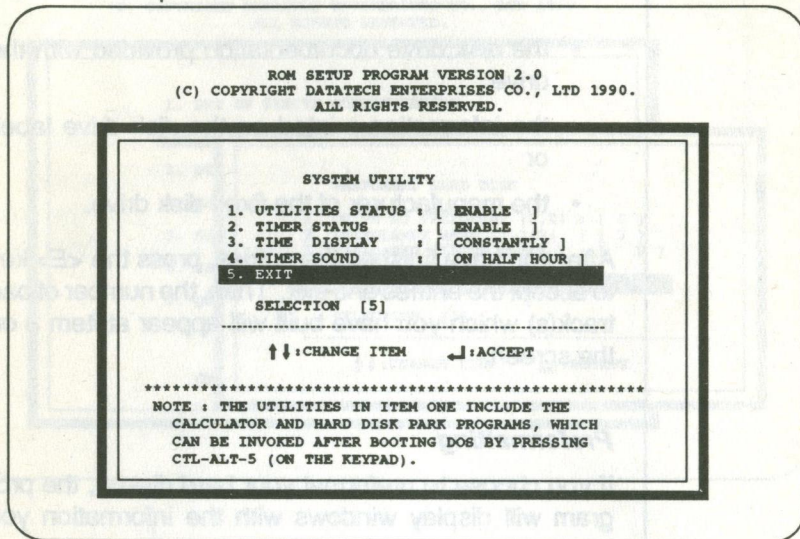 ROM SETUP PROGRAM VERSION 2.0
(C) COPYRIGHT DATATECH ENTERPRISES CO., LTD 1990.
ALL RIGHTS RESERVED.
SYSTEM UTILITY
1. UTILITIES STATUS : [ ENABLE ]
2. TIMER STATUS : [ ENABLE ]
3. TIME DISPLAY : [ CONSTANTLY ]
4. TIMER SOUND : [ ON HALF HOUR ]
5. EXIT
SELECTION [5]
↑↓:CHANGE ITEM ↵:ACCEPT
**************************************************
NOTE : THE UTILITIES IN ITEM ONE INCLUDE THE
CALCULATOR AND HARD DISK PARK PROGRAMS, WHICH
CAN BE INVOKED AFTER BOOTING DOS BY PRESSING
CTL-ALT-5 (ON THE KEYPAD).